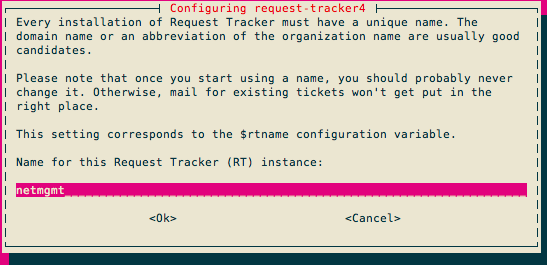 Configuring request-tracker4
Every installation of Request Tracker must have a unique name. The
domain name or an abbreviation of the organization name are usually good
candidates.
Please note that once you start using a name, you should probably never
change it. Otherwise, mail for existing tickets won't get put in the
right place.
This setting corresponds to the $rtname configuration variable.
Name for this Request Tracker (RT) instance:
netmgmt
<Ok> <Cancel>